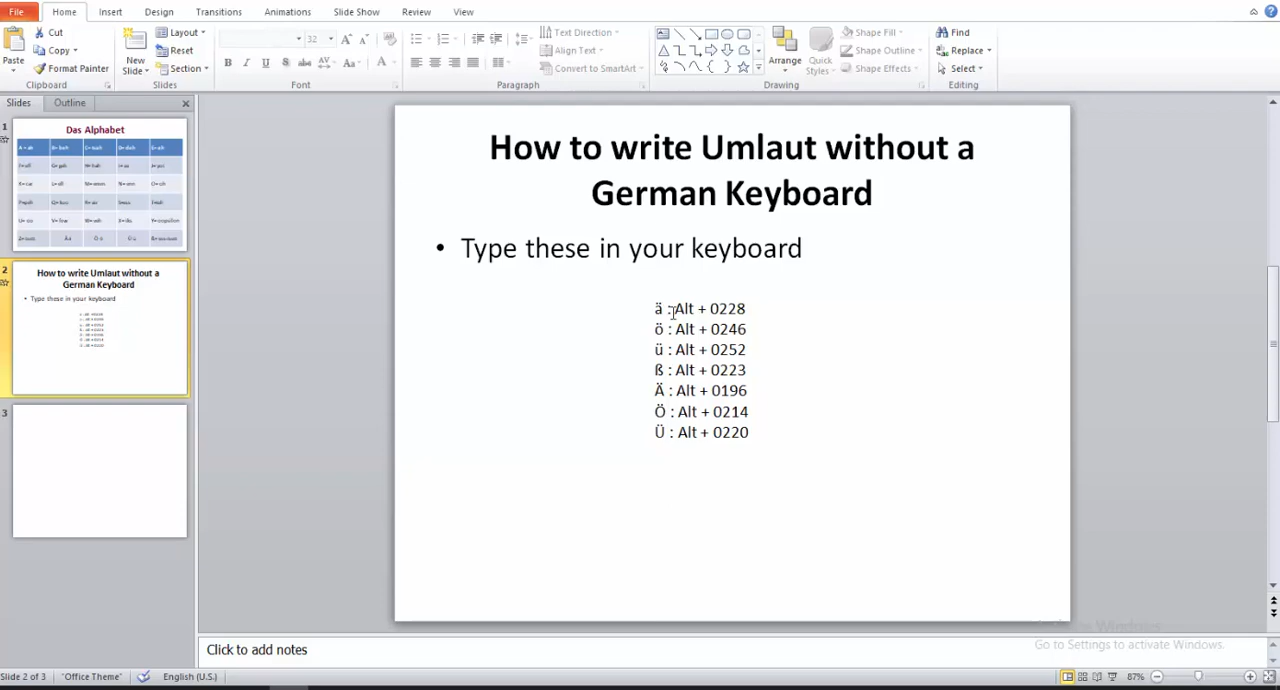 File Home Insert Design Transitions Animations Slide Show Review View
Cut
Copy
Format Painter
Paste
Clipboard
New Slide
Layout
Reset
Section
Slides
32
Font
Text Direction
Align Text
Convert to SmartArt
Paragraph
Arrange
Quick Styles
Shape Fill
Shape Outline
Shape Effects
Drawing
Find
Replace
Select
Editing
Slides Outline
1
Das Alphabet
2
How to write Umlaut without a
German Keyboard
• Type these in your keyboard
3
How to write Umlaut without a
German Keyboard
• Type these in your keyboard
ä : Alt + 0228
ö : Alt + 0246
ü : Alt + 0252
ß : Alt + 0223
Ä : Alt + 0196
Ö : Alt + 0214
Ü : Alt + 0220
Go to Settings to activate Windows.
Click to add notes
Slide 2 of 3 "Office Theme" English (U.S.) 87%